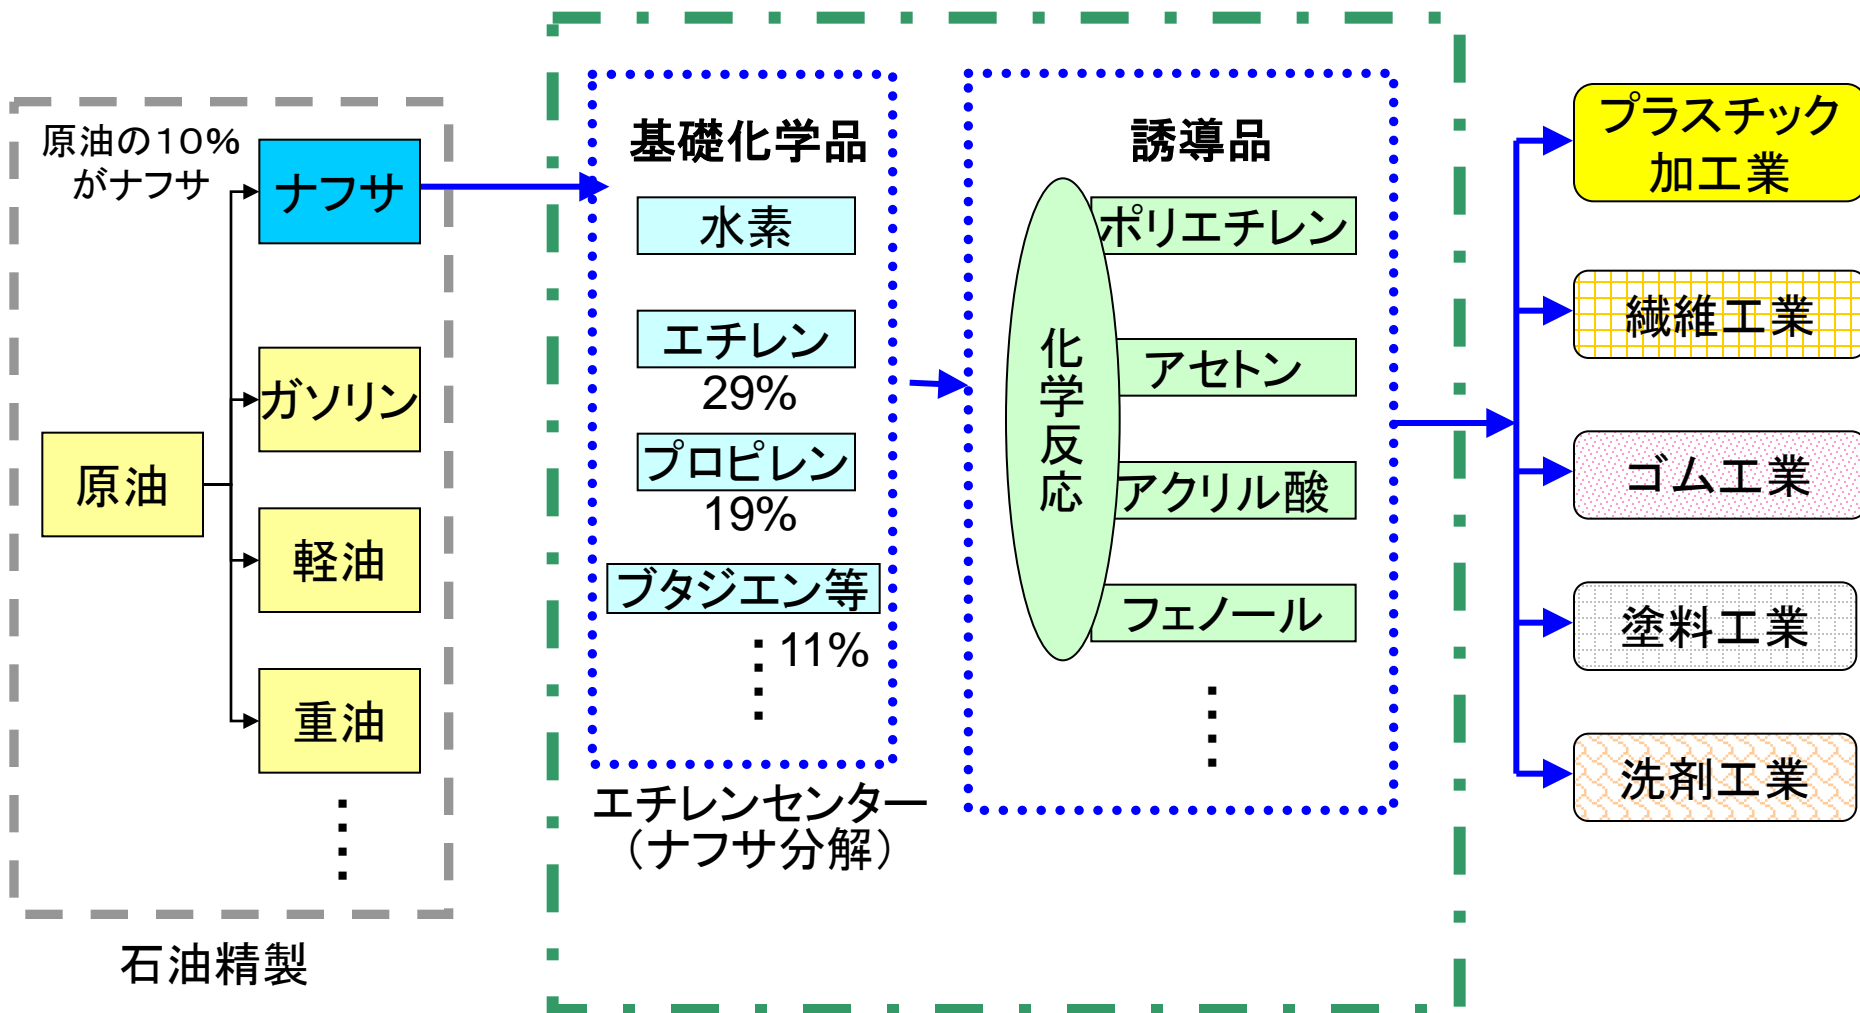 原油の10%
がナフサ
ナフサ
ガソリン
原油
軽油
重油
石油精製
基礎化学品
水素
エチレン
29%
プロピレン
19%
ブタジエン等
11%
エチレンセンター
(ナフサ分解)
誘導品
化学反応
ポリエチレン
アセトン
アクリル酸
フェノール
プラスチック
加工業
繊維工業
ゴム工業
塗料工業
洗剤工業